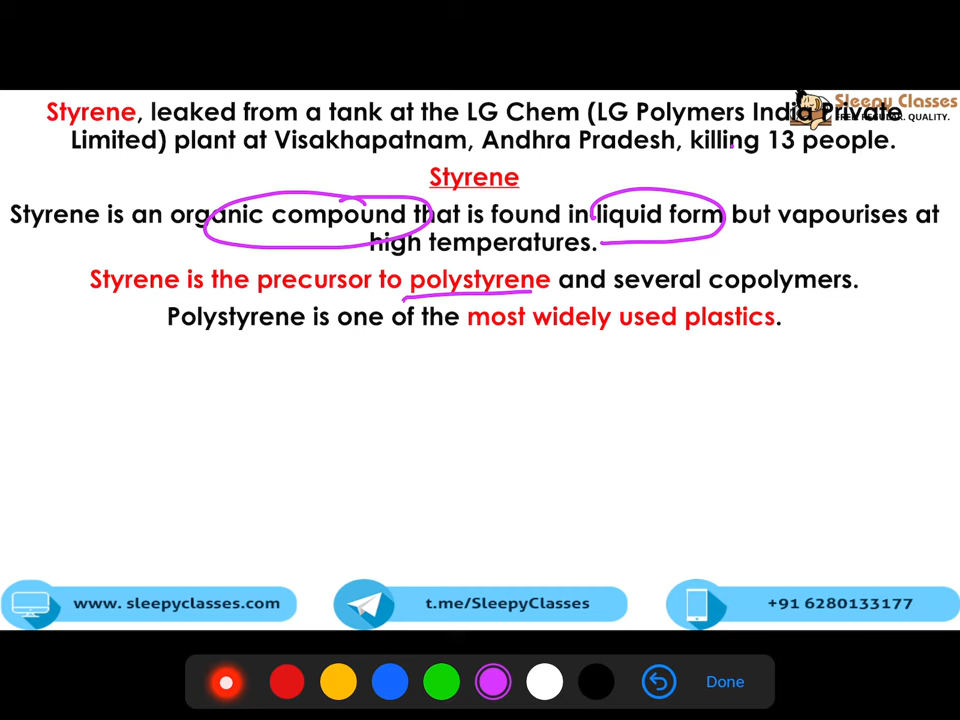 Sleepy Classes
FREE. REGULAR. QUALITY.
Styrene, leaked from a tank at the LG Chem (LG Polymers India Private
Limited) plant at Visakhapatnam, Andhra Pradesh, killing 13 people.
Styrene
Styrene is an organic compound that is found in liquid form but vapourises at
high temperatures.
Styrene is the precursor to polystyrene and several copolymers.
Polystyrene is one of the most widely used plastics.
www. sleepyclasses.com
t.me/SleepyClasses
+91 6280133177
Done